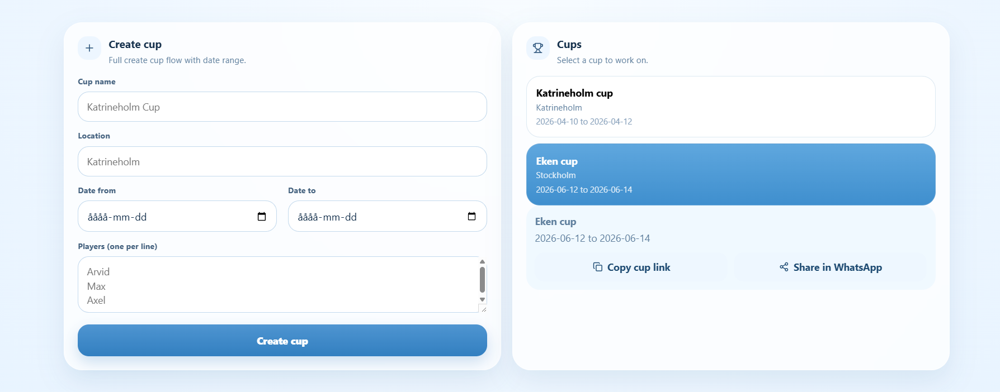 Create cup
Full create cup flow with date range.
Cup name
Katrineholm Cup
Location
Katrineholm
Date from
Date to
åååå-mm-dd
åååå-mm-dd
Players (one per line)
Arvid
Max
Axel
Create cup
Cups
Select a cup to work on.
Katrineholm cup
Katrineholm
2026-04-10 to 2026-04-12
Eken cup
Stockholm
2026-06-12 to 2026-06-14
Eken cup
2026-06-12 to 2026-06-14
Copy cup link
Share in WhatsApp